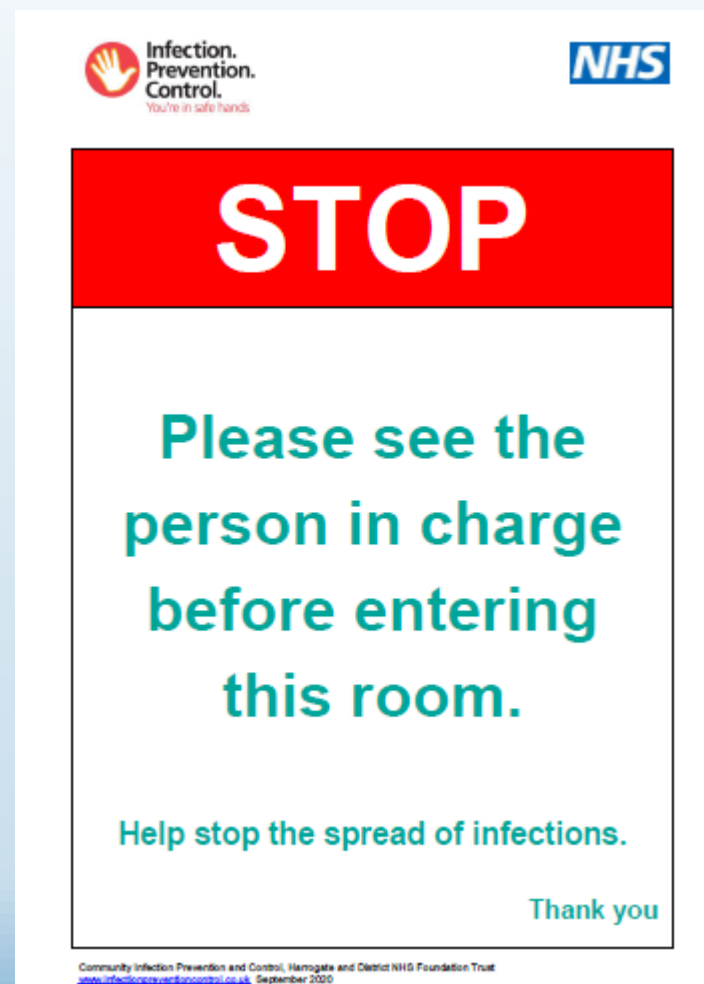 Infection.
Prevention.
Control.
You're in safe hands
NHS
STOP
Please see the
person in charge
before entering
this room.
Help stop the spread of infections.
Thank you
Community Infection Prevention and Control, Harrogate and District NHS Foundation Trust
www.infectionpreventioncontrol.co.uk September 2020